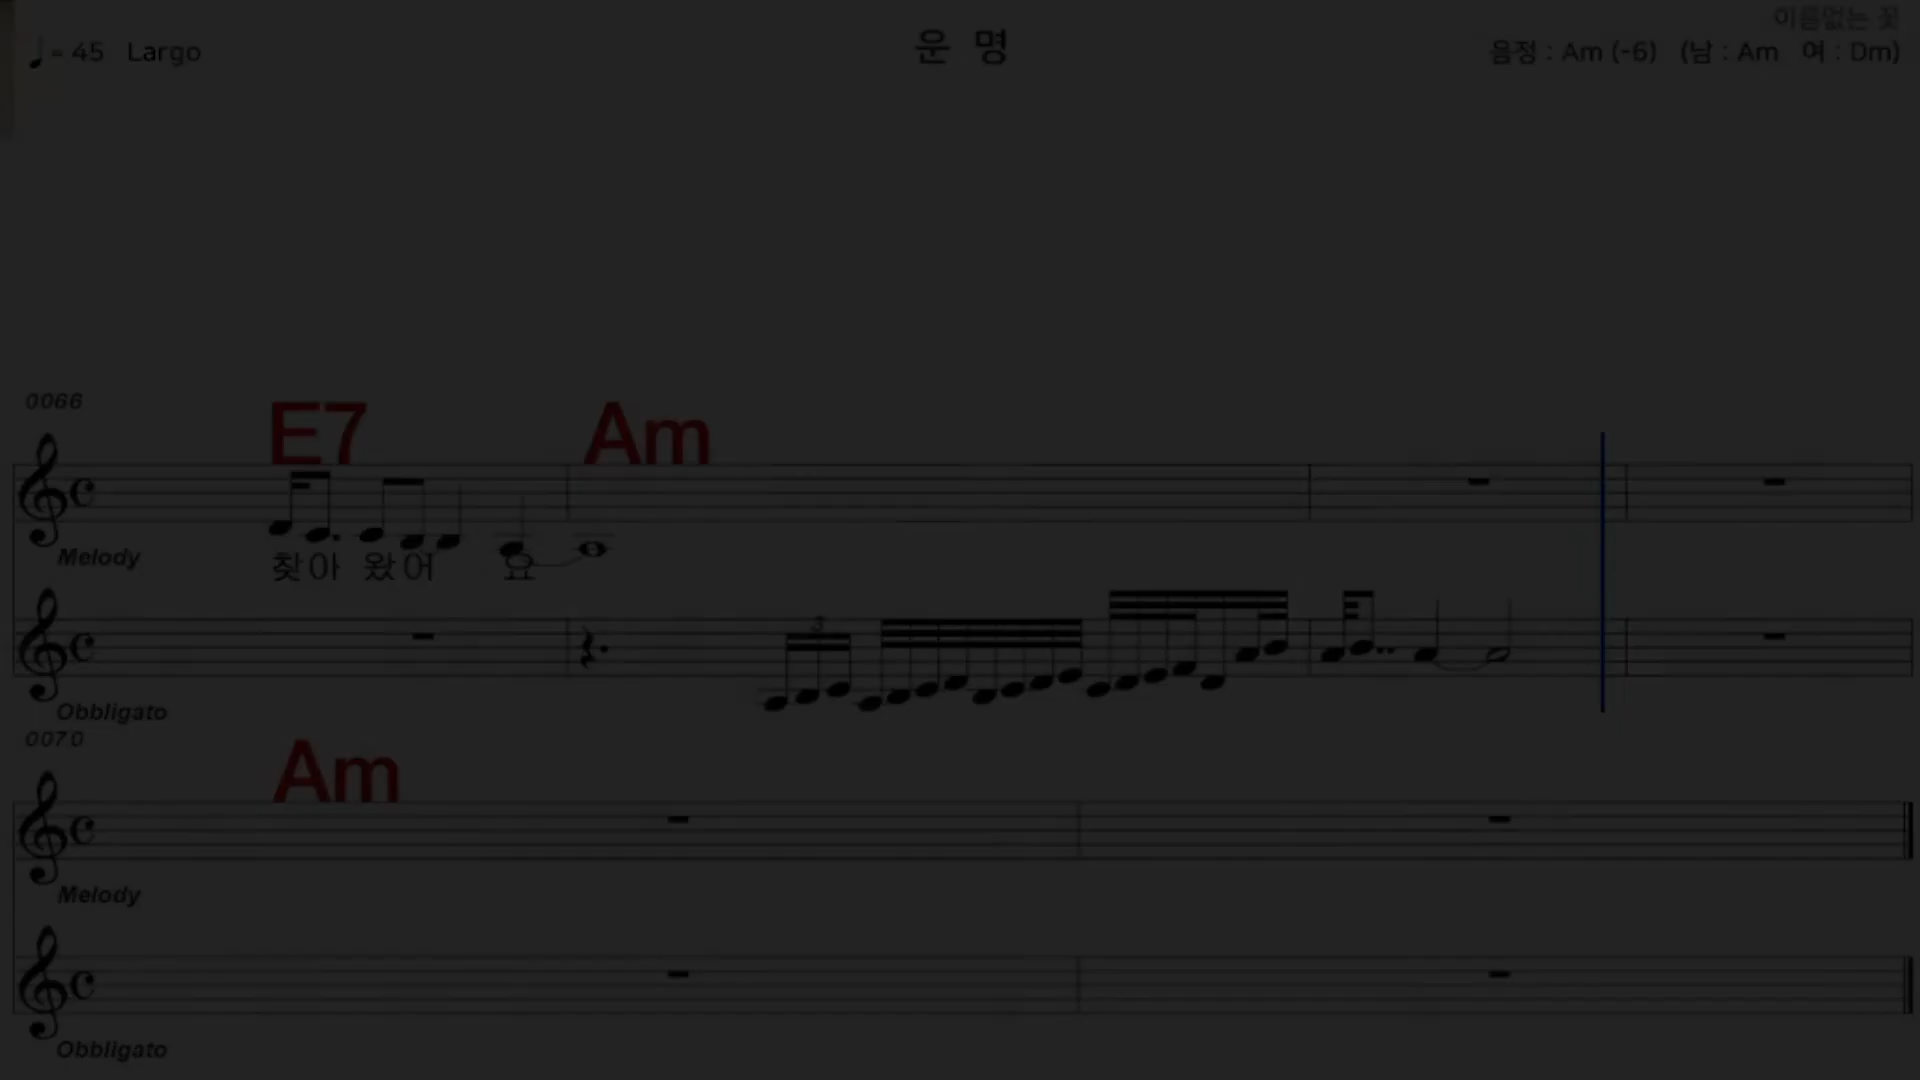 이름없는 꽃
♩ = 45 Largo
운 명
음정 : Am (-6) (남 : Am 여 : Dm)
0066
E7 Am
Melody
찾아 왔어 요
3
Obbligato
0070
Am
Melody
Obbligato